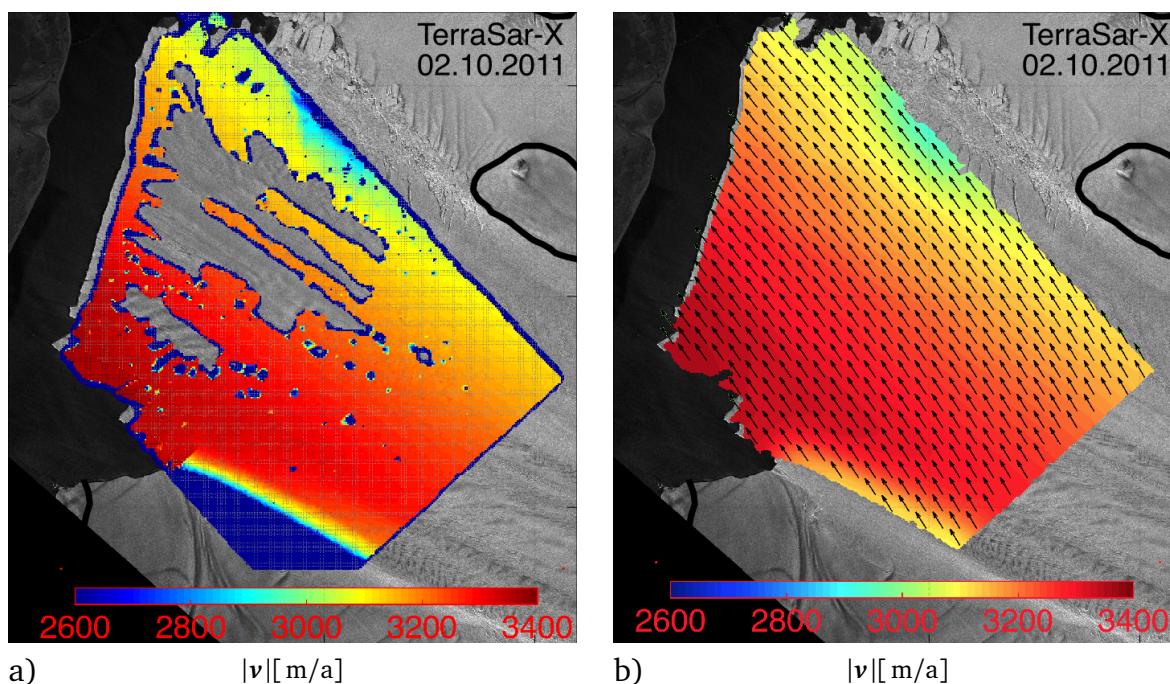 TerraSar-X
02.10.2011
2600 2800 3000 3200 3400
a) |v|[ m/a]
TerraSar-X
02.10.2011
2600 2800 3000 3200 3400
b) |v|[ m/a]